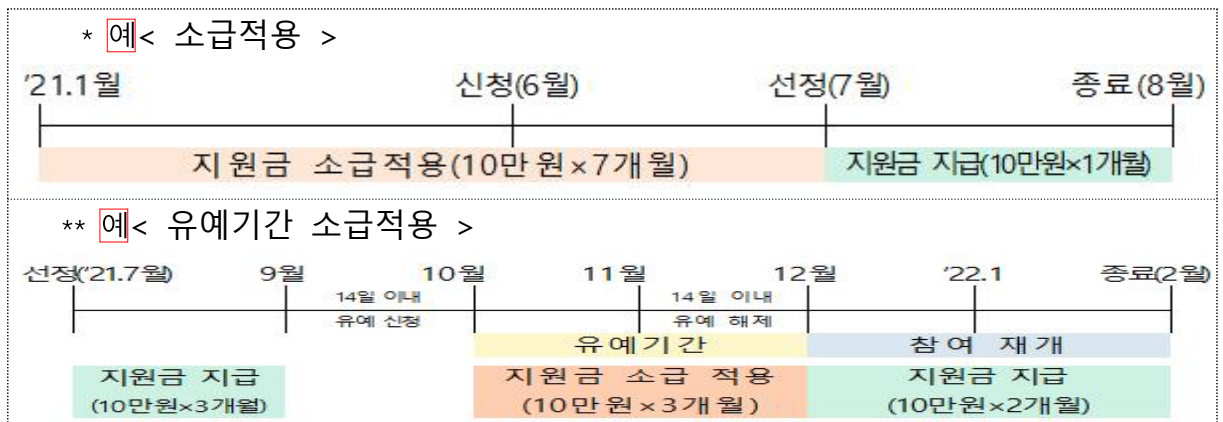 * 예< 소급적용 >
'21.1월 신청(6월) 선정(7월) 종료(8월)
지원금 소급적용(10만원×7개월) 지원금 지급(10만원×1개월)
** 예< 유예기간 소급적용 >
선정('21.7월) 9월 10월 11월 12월 '22.1 종료(2월)
14일 이내 14일 이내
유예 신청 유예 해제
유예기간 참여 재개
지원금 지급 지원금 소급 적용 지원금 지급
(10만원×3개월) (10만원×3개월) (10만원×2개월)